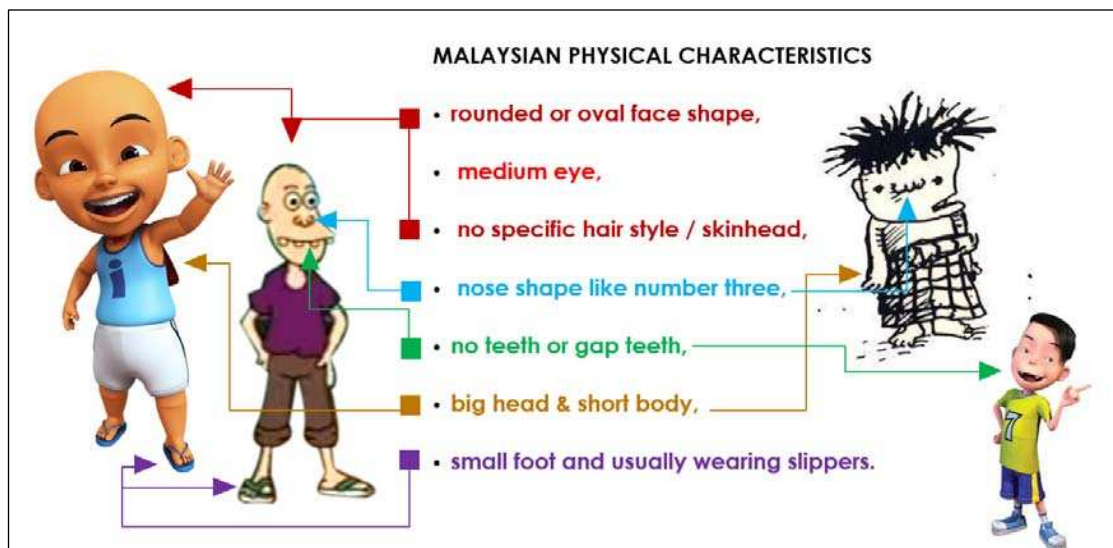 MALAYSIAN PHYSICAL CHARACTERISTICS
• rounded or oval face shape,
• medium eye,
• no specific hair style / skinhead,
• nose shape like number three,
• no teeth or gap teeth,
• big head & short body,
• small foot and usually wearing slippers.
i
7